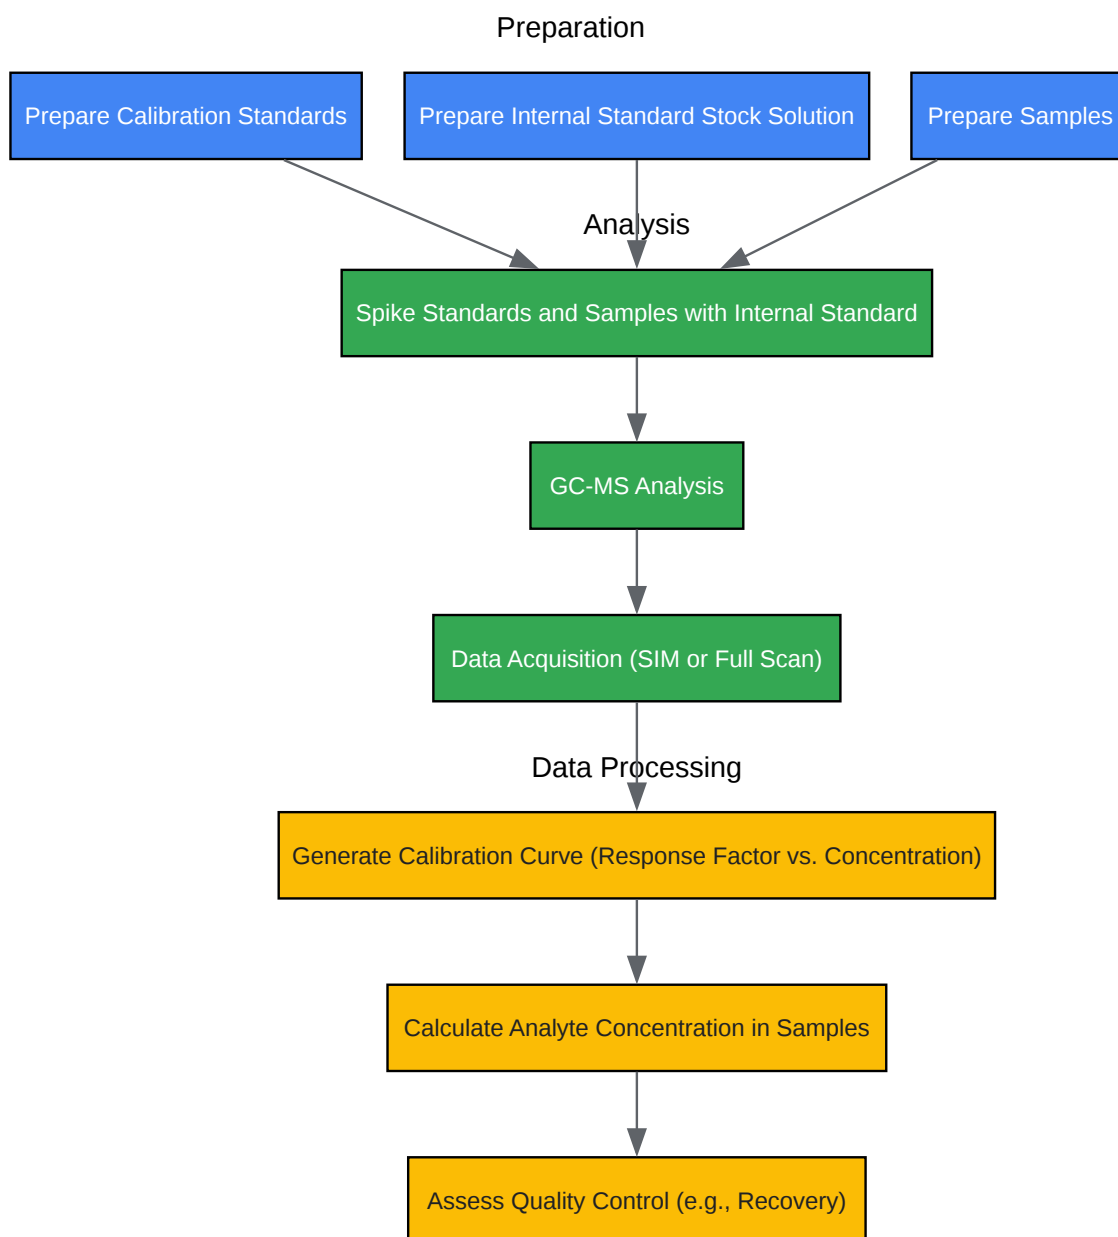 Preparation
Prepare Calibration Standards
Prepare Internal Standard Stock Solution
Prepare Samples
Analysis
Spike Standards and Samples with Internal Standard
GC-MS Analysis
Data Acquisition (SIM or Full Scan)
Data Processing
Generate Calibration Curve (Response Factor vs. Concentration)
Calculate Analyte Concentration in Samples
Assess Quality Control (e.g., Recovery)